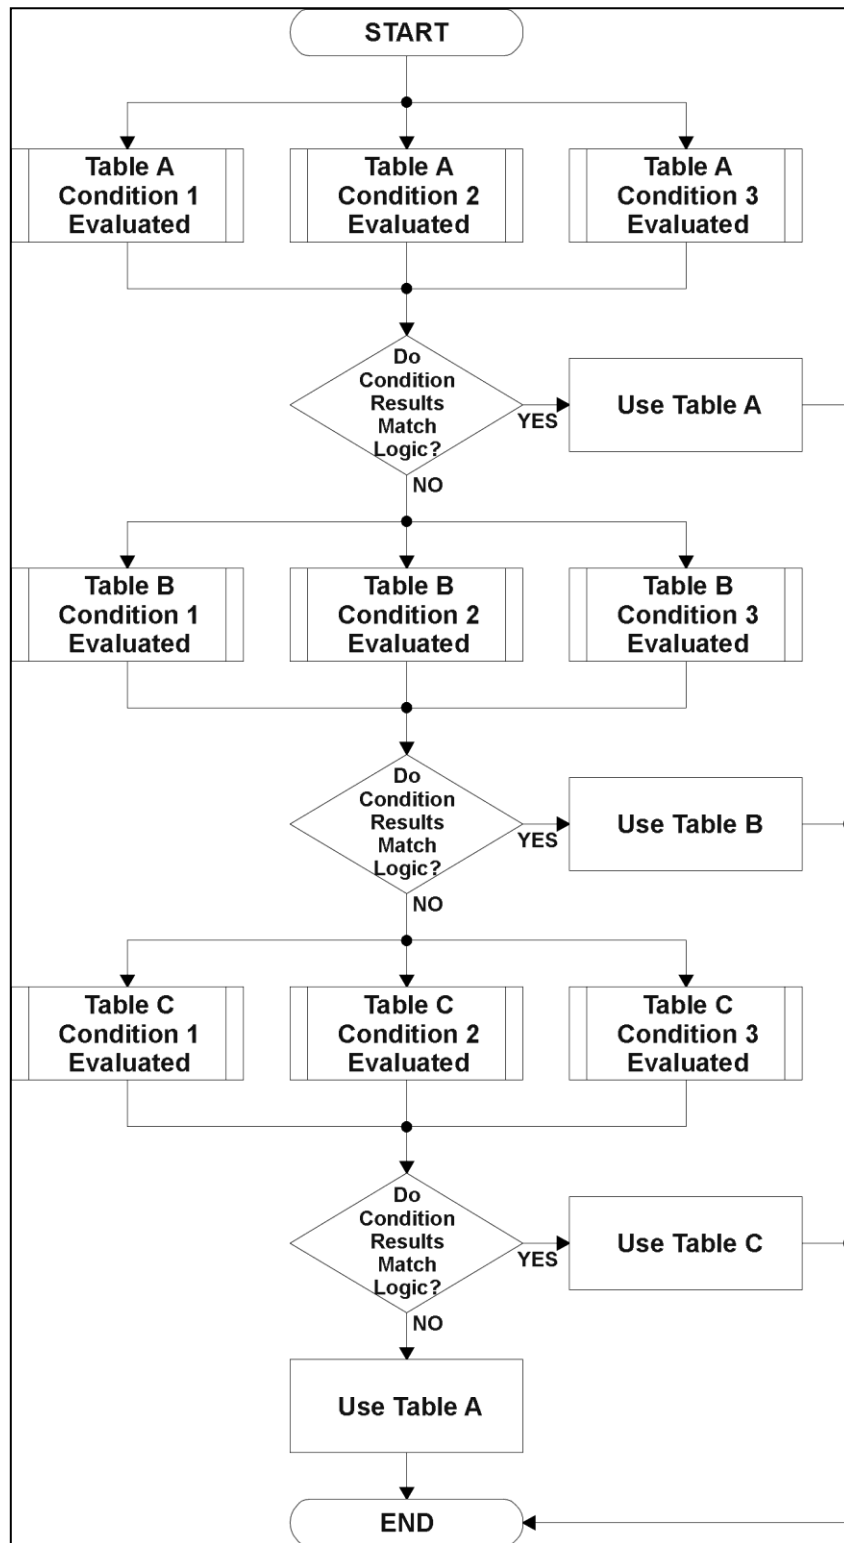 START
Table A
Condition 1
Evaluated
Table A
Condition 2
Evaluated
Table A
Condition 3
Evaluated
Do
Condition
Results
Match
Logic?
YES
Use Table A
NO
Table B
Condition 1
Evaluated
Table B
Condition 2
Evaluated
Table B
Condition 3
Evaluated
Do
Condition
Results
Match
Logic?
YES
Use Table B
NO
Table C
Condition 1
Evaluated
Table C
Condition 2
Evaluated
Table C
Condition 3
Evaluated
Do
Condition
Results
Match
Logic?
YES
Use Table C
NO
Use Table A
END